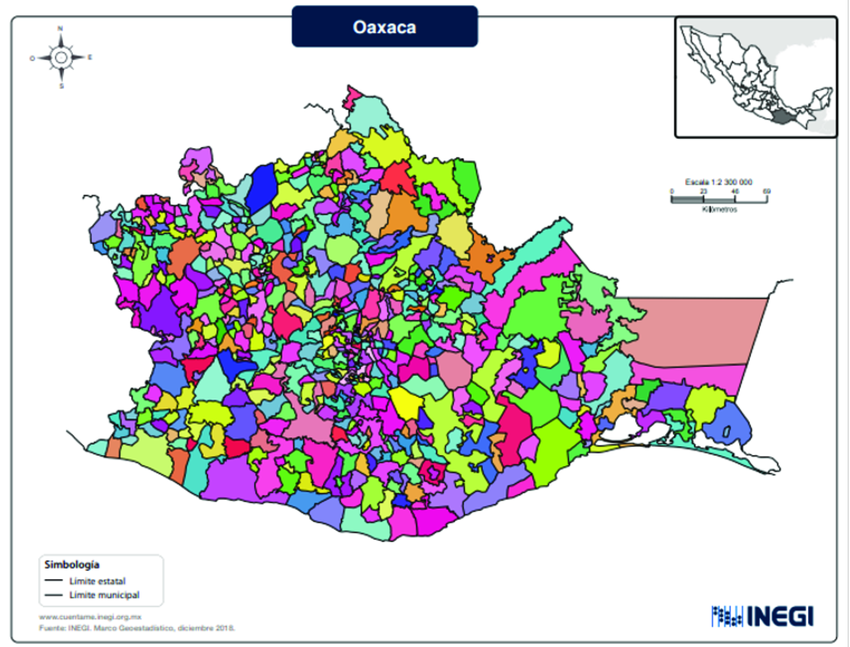 Oaxaca
N
O
E
S
Escala 1:2 300 000
0 23 46 69
Kilómetros
Simbología
Límite estatal
Límite municipal
www.cuentame.inegi.org.mx
Fuente: INEGI. Marco Geoestadístico, diciembre 2018.
INEGI